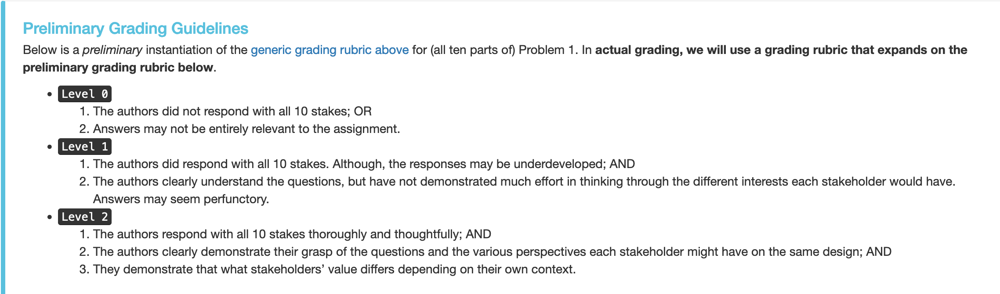 Preliminary Grading Guidelines
Below is a preliminary instantiation of the generic grading rubric above for (all ten parts of) Problem 1. In actual grading, we will use a grading rubric that expands on the
preliminary grading rubric below.
• Level 0
1. The authors did not respond with all 10 stakes; OR
2. Answers may not be entirely relevant to the assignment.
• Level 1
1. The authors did respond with all 10 stakes. Although, the responses may be underdeveloped; AND
2. The authors clearly understand the questions, but have not demonstrated much effort in thinking through the different interests each stakeholder would have.
Answers may seem perfunctory.
• Level 2
1. The authors respond with all 10 stakes thoroughly and thoughtfully; AND
2. The authors clearly demonstrate their grasp of the questions and the various perspectives each stakeholder might have on the same design; AND
3. They demonstrate that what stakeholders’ value differs depending on their own context.